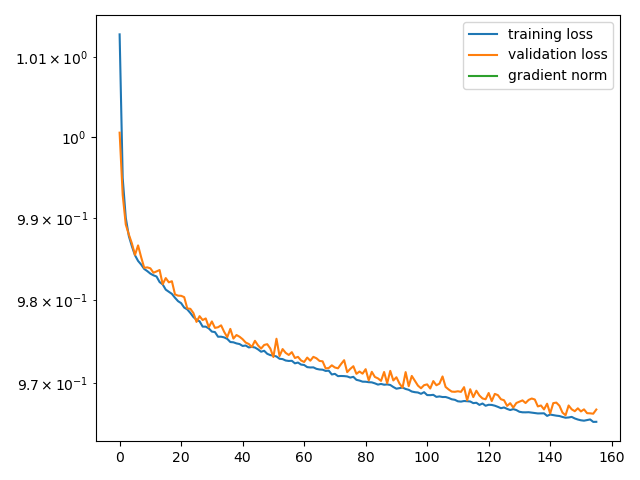 training loss
validation loss
gradient norm
1.01 × 10⁰
10⁰
9.9 × 10⁻¹
9.8 × 10⁻¹
9.7 × 10⁻¹
0 20 40 60 80 100 120 140 160